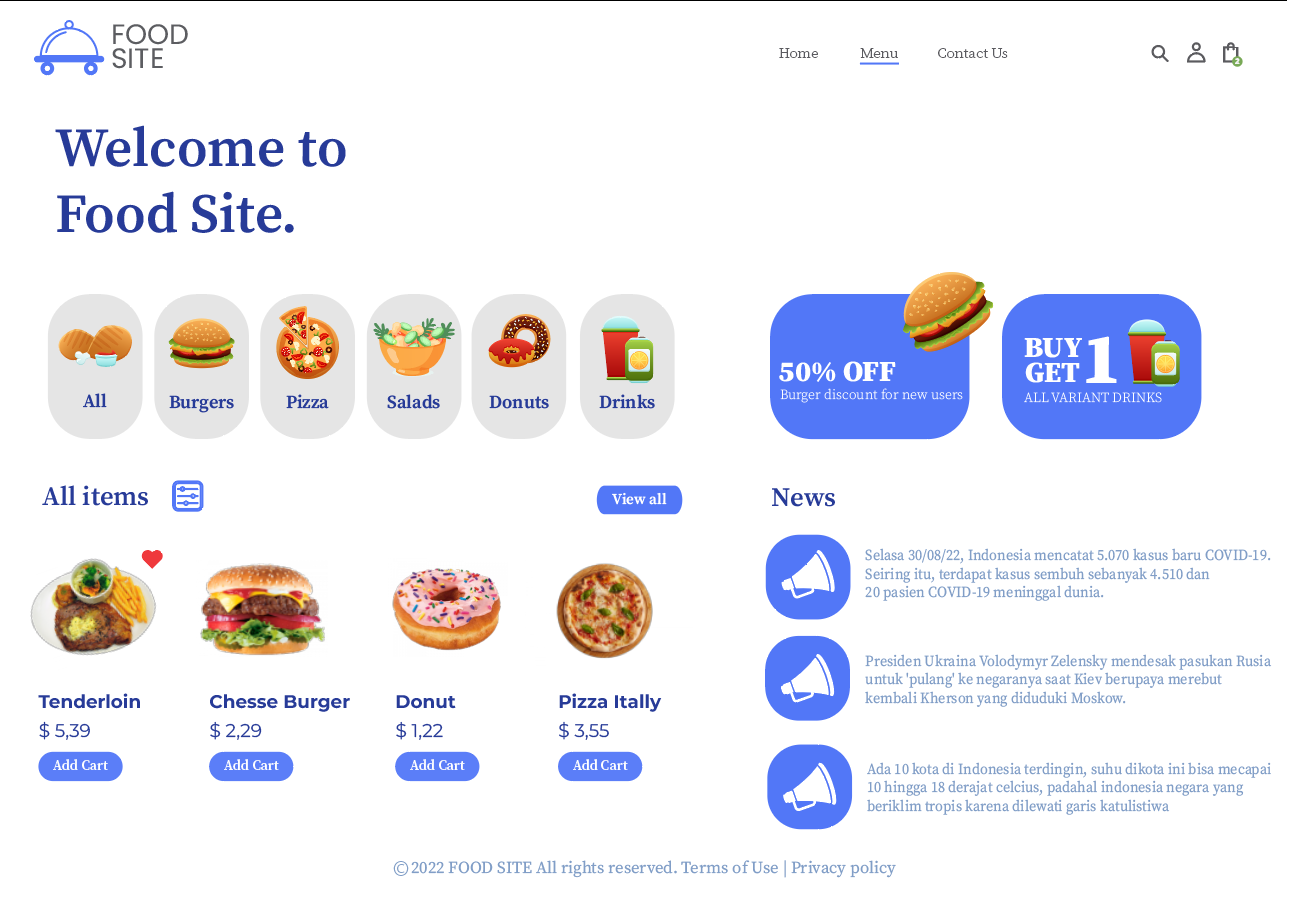 FOOD
SITE
Home
Menu
Contact Us
2
Welcome to
Food Site.
All
Burgers
Pizza
Salads
Donuts
Drinks
50% OFF
Burger discount for new users
BUY
GET 1
ALL VARIANT DRINKS
All items
View all
Tenderloin
$ 5,39
Add Cart
Chesse Burger
$ 2,29
Add Cart
Donut
$ 1,22
Add Cart
Pizza Itally
$ 3,55
Add Cart
News
Selasa 30/08/22, Indonesia mencatat 5.070 kasus baru COVID-19.
Seiring itu, terdapat kasus sembuh sebanyak 4.510 dan
20 pasien COVID-19 meninggal dunia.
Presiden Ukraina Volodymyr Zelensky mendesak pasukan Rusia
untuk 'pulang' ke negaranya saat Kiev berupaya merebut
kembali Kherson yang diduduki Moskow.
Ada 10 kota di Indonesia terdingin, suhu dikota ini bisa mecapai
10 hingga 18 derajat celcius, padahal indonesia negara yang
beriklim tropis karena dilewati garis katulistiwa
©2022 FOOD SITE All rights reserved. Terms of Use | Privacy policy